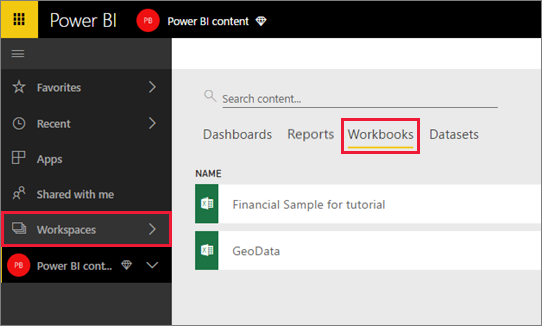 Power BI PB Power BI content
Search content...
Favorites
Recent
Apps
Shared with me
Workspaces
PB Power BI cont...
Dashboards Reports Workbooks Datasets
NAME
Financial Sample for tutorial
GeoData